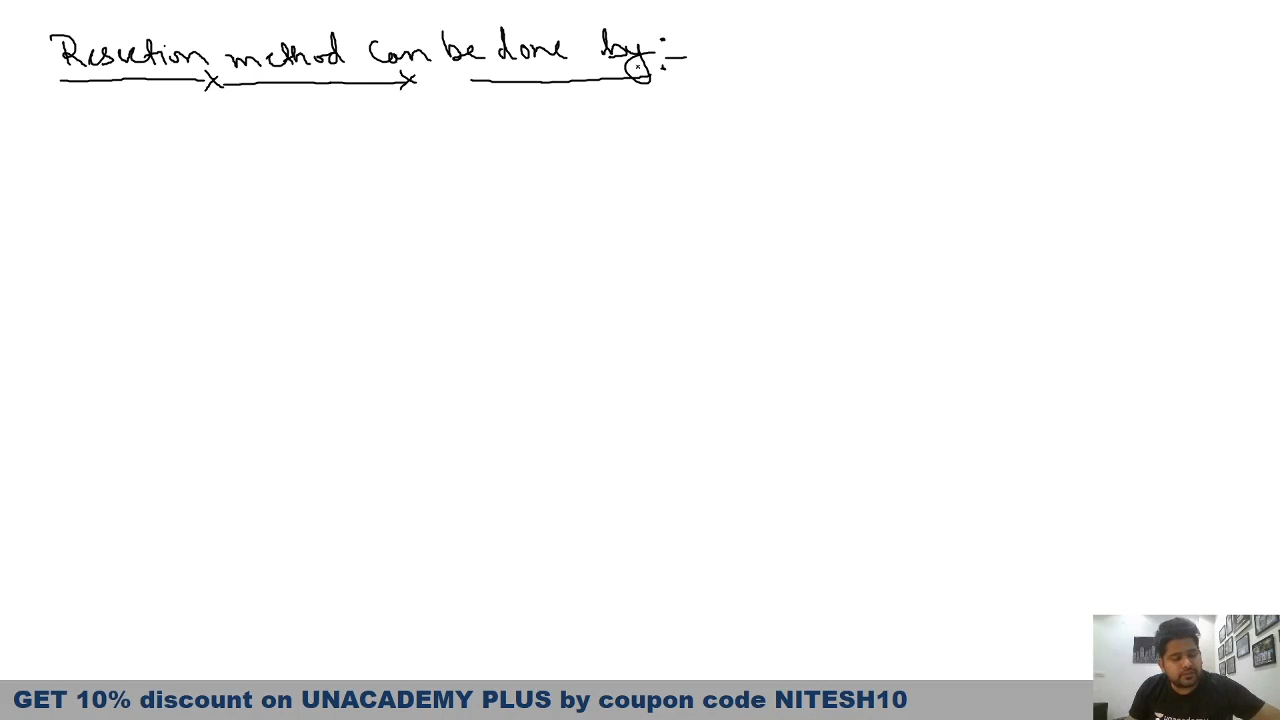 Resection method can be done by:-
GET 10% discount on UNACADEMY PLUS by coupon code NITESH10